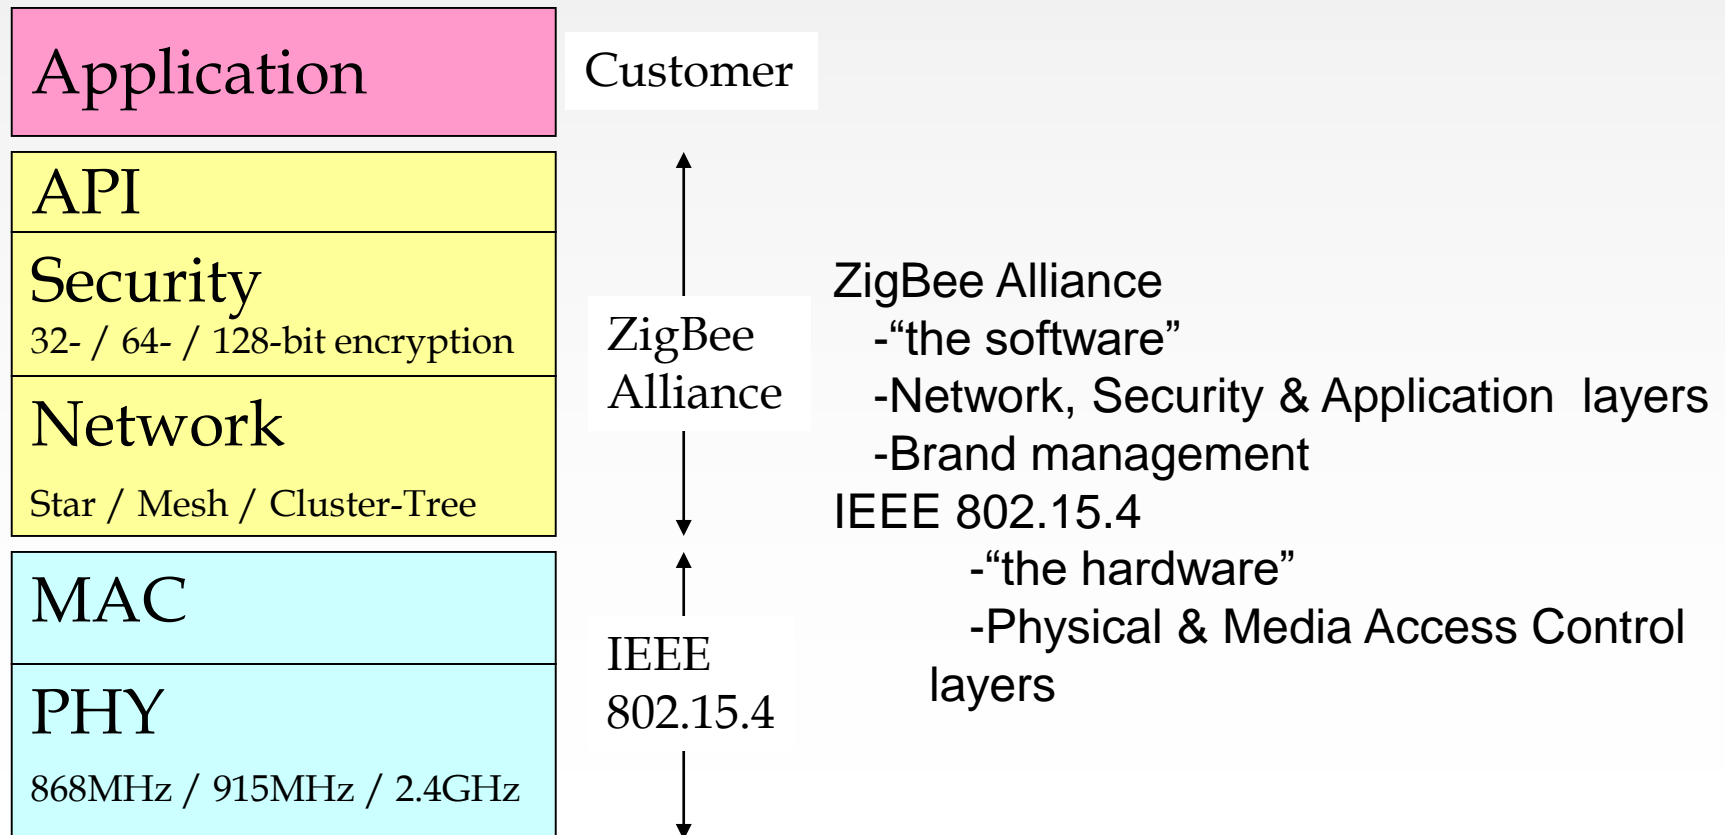 Application
Customer
API
Security
32- / 64- / 128-bit encryption
Network
Star / Mesh / Cluster-Tree
MAC
PHY
868MHz / 915MHz / 2.4GHz
ZigBee
Alliance
IEEE
802.15.4
ZigBee Alliance
-“the software”
-Network, Security & Application layers
-Brand management
IEEE 802.15.4
-“the hardware”
-Physical & Media Access Control
layers